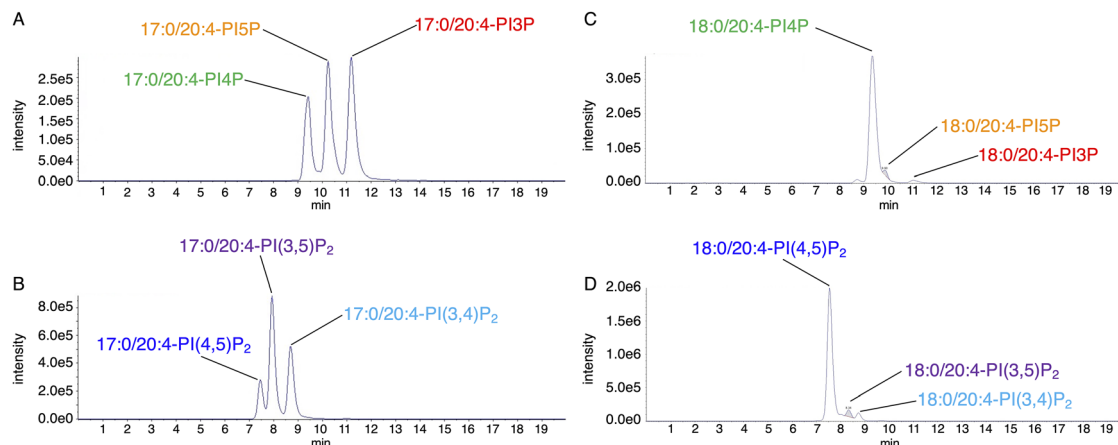 A
17:0/20:4-PI5P
17:0/20:4-PI3P
17:0/20:4-PI4P
intensity
2.5e5
2.0e5
1.5e5
1.0e5
5.0e4
0.0e0
1 2 3 4 5 6 7 8 9 10 11 12 13 14 15 16 17 18 19
min
B
17:0/20:4-PI(3,5)P₂
17:0/20:4-PI(3,4)P₂
17:0/20:4-PI(4,5)P₂
intensity
8.0e5
6.0e5
4.0e5
2.0e5
0.0e0
1 2 3 4 5 6 7 8 9 10 11 12 13 14 15 16 17 18 19
min
C
18:0/20:4-PI4P
18:0/20:4-PI5P
18:0/20:4-PI3P
intensity
3.0e5
2.0e5
1.0e5
0.0e0
1 2 3 4 5 6 7 8 9 10 11 12 13 14 15 16 17 18 19
min
D
18:0/20:4-PI(4,5)P₂
18:0/20:4-PI(3,5)P₂
18:0/20:4-PI(3,4)P₂
intensity
2.0e6
1.5e6
1.0e6
5.0e5
0.0e0
1 2 3 4 5 6 7 8 9 10 11 12 13 14 15 16 17 18 19
min